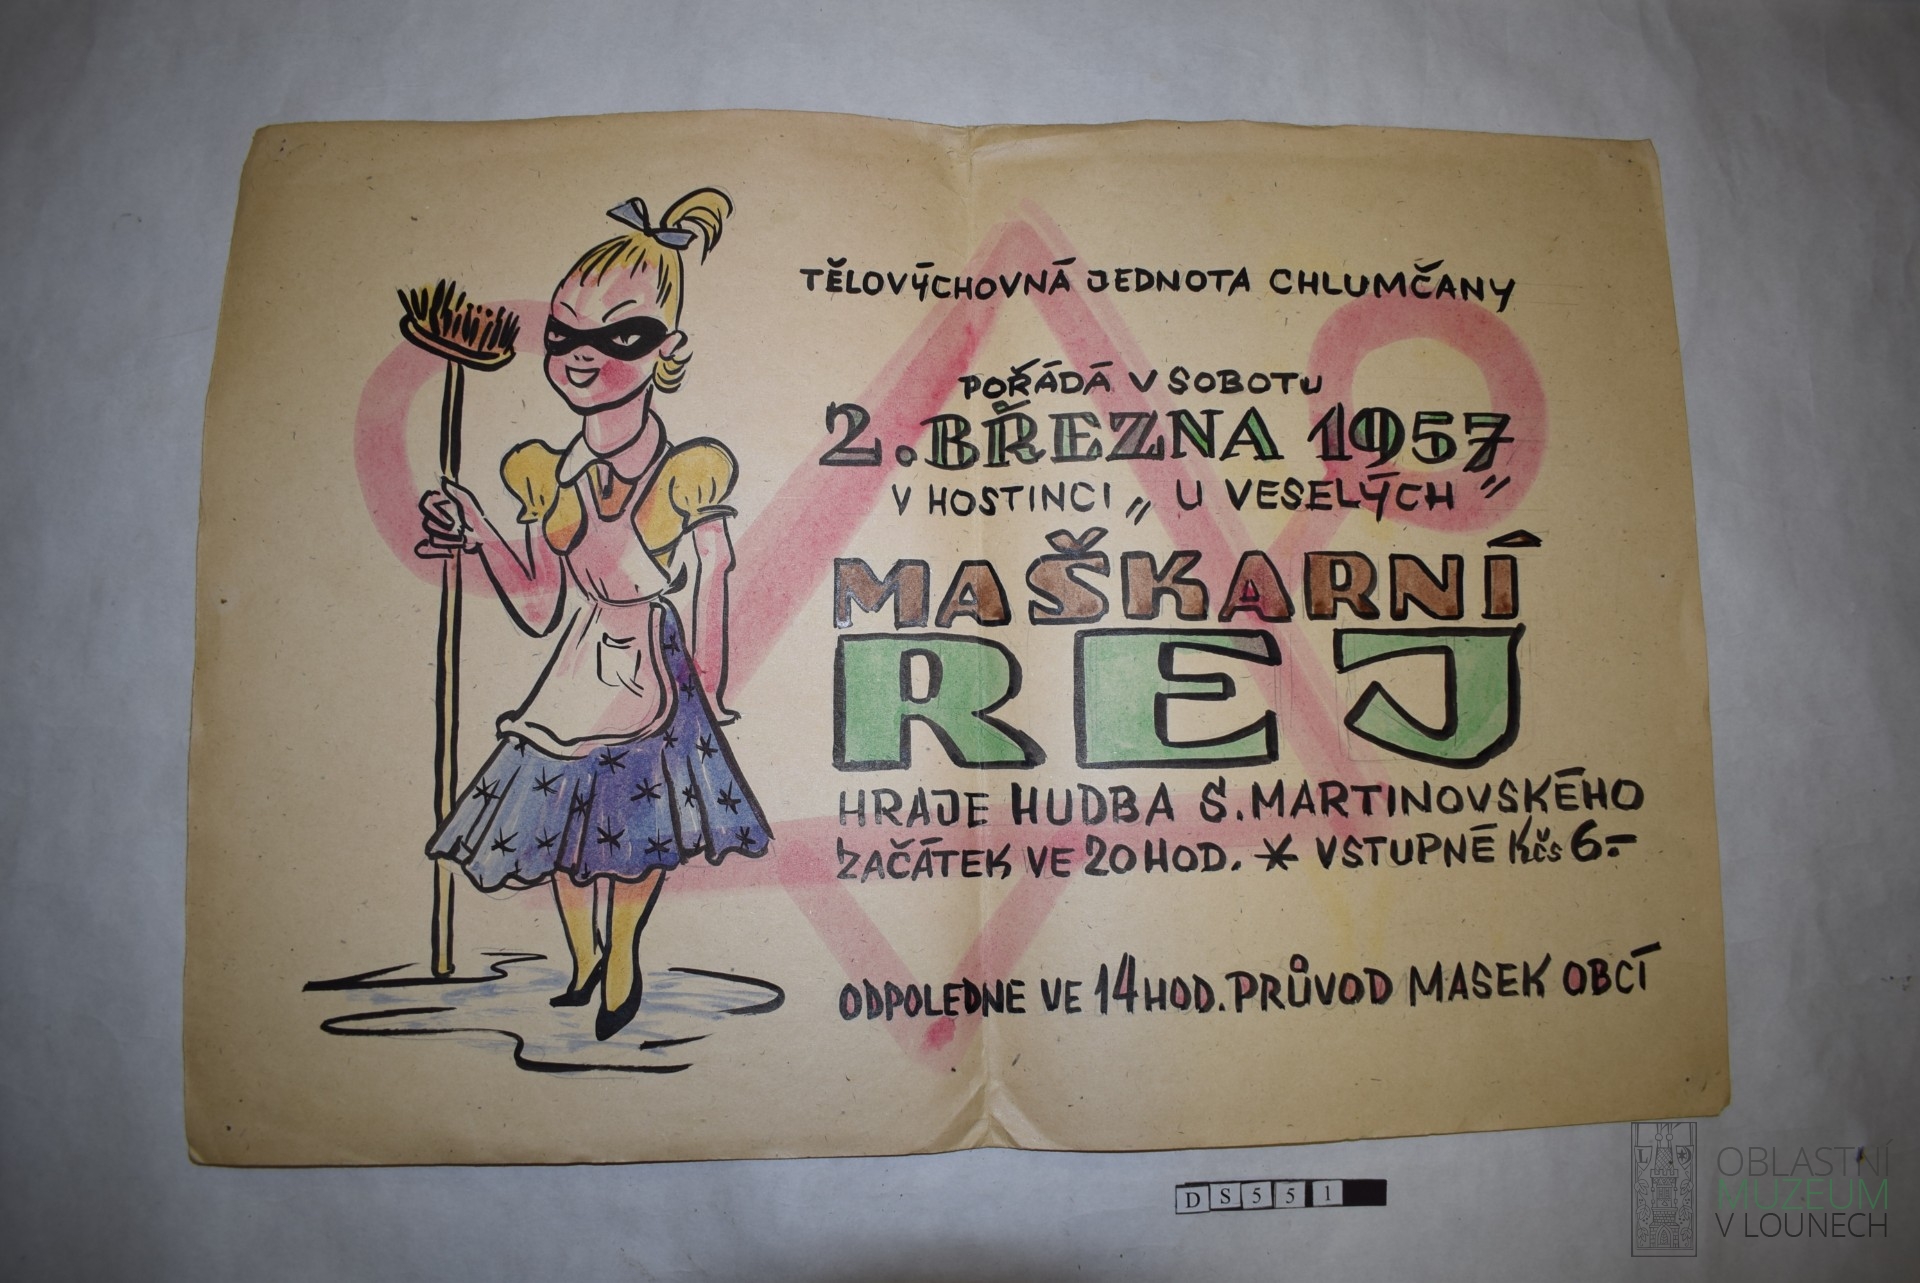 TĚLOVÝCHOVNÁ JEDNOTA CHLUMČANY
POŘÁDÁ V SOBOTU
2. BŘEZNA 1957
V HOSTINCI „ U VESELÝCH "
MAŠKARNÍ
REJ
HRAJE HUDBA S. MARTINOVSKÉHO
ZAČÁTEK VE 20 HOD. * VSTUPNÉ Kčs 6.-
ODPOLEDNE VE 14 HOD. PRŮVOD MASEK OBCÍ
DS551
OBLASTNÍ
MUZEUM
V LOUNECH